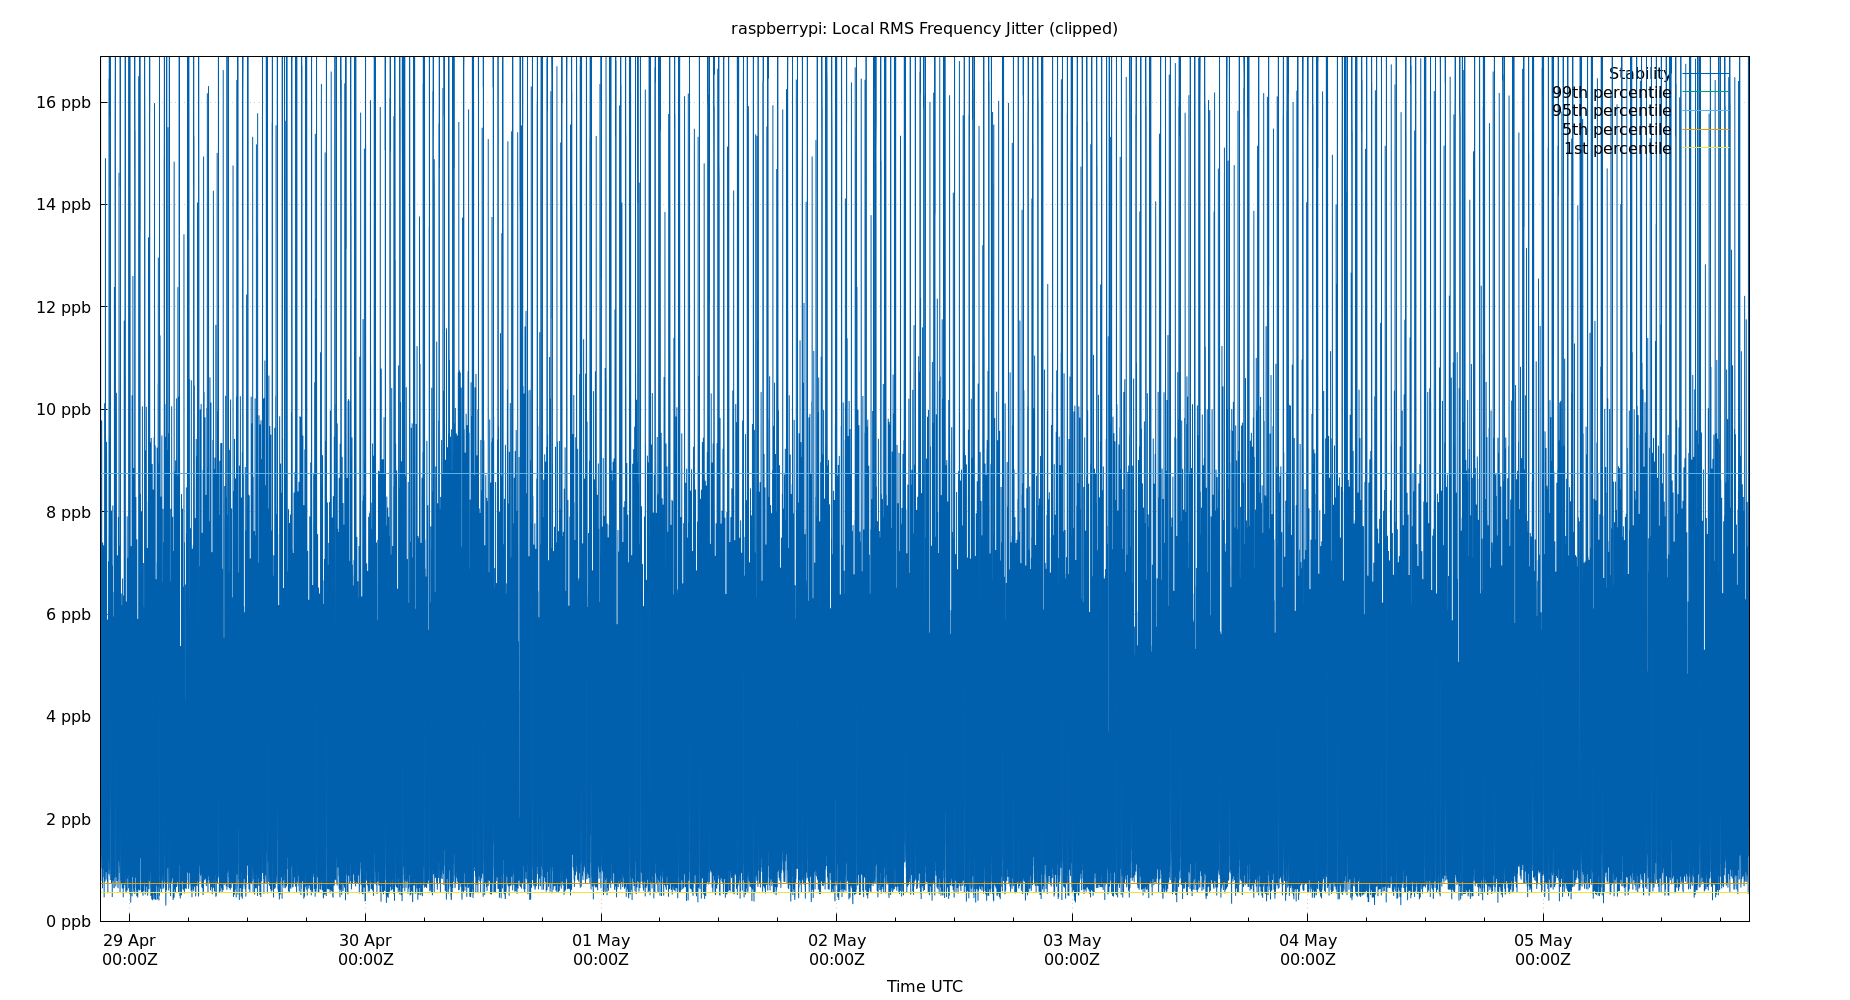 raspberrypi: Local RMS Frequency Jitter (clipped)
Stability
99th percentile
95th percentile
5th percentile
1st percentile
16 ppb
14 ppb
12 ppb
10 ppb
8 ppb
6 ppb
4 ppb
2 ppb
0 ppb
29 Apr 30 Apr 01 May 02 May 03 May 04 May 05 May
00:00Z 00:00Z 00:00Z 00:00Z 00:00Z 00:00Z 00:00Z
Time UTC